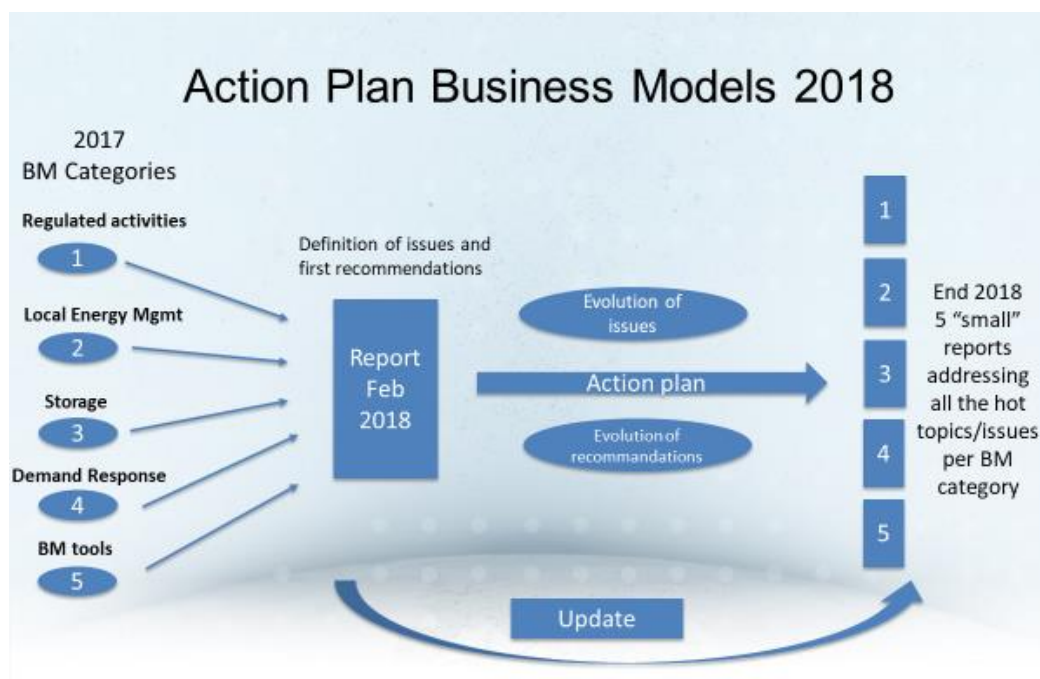 Action Plan Business Models 2018
2017
BM Categories
Regulated activities
1
Local Energy Mgmt
2
Storage
3
Demand Response
4
BM tools
5
Definition of issues and
first recommendations
Report
Feb
2018
Evolution of
issues
Action plan
Evolution of
recommandations
1
2
3
4
5
End 2018
5 “small”
reports
addressing
all the hot
topics/issues
per BM
category
Update